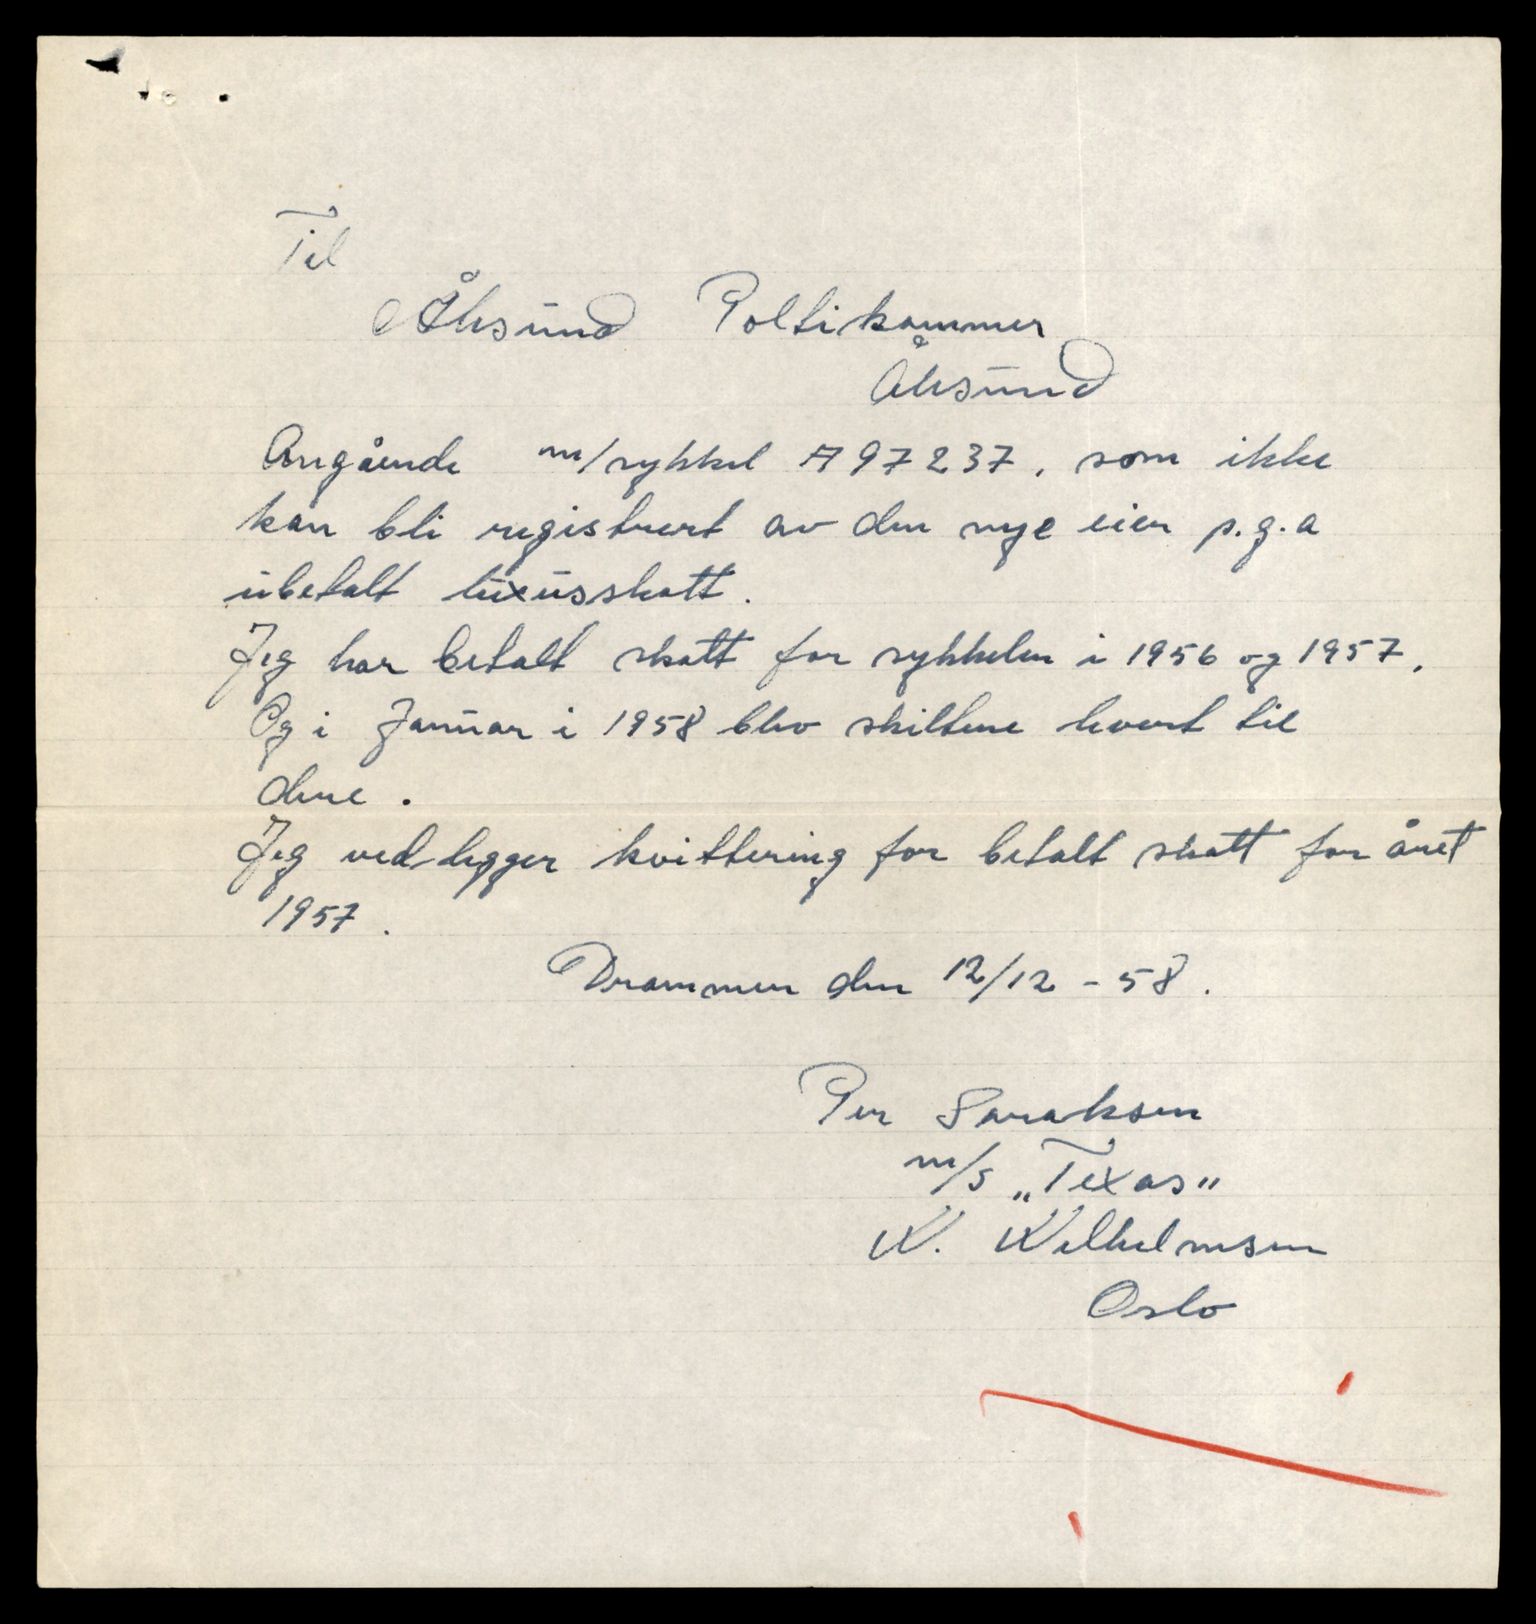 Til
Ålesund Poltikammer
Ålesund
Angående m/sykkel A 97237, som ikke
kan bli registrert av den nye eier p.g.a
ubetalt luxusskatt.
Jeg har betalt skatt for sykkelen i 1956 og 1957.
Og i Januar i 1958 blev skiltene levert til
dere.
Jeg vedlegger kvittering for betalt skatt for året
1957.
Drammen den 12/12 - 58.
Per
m/s „Texas"
W. Wilhelmsen
Oslo